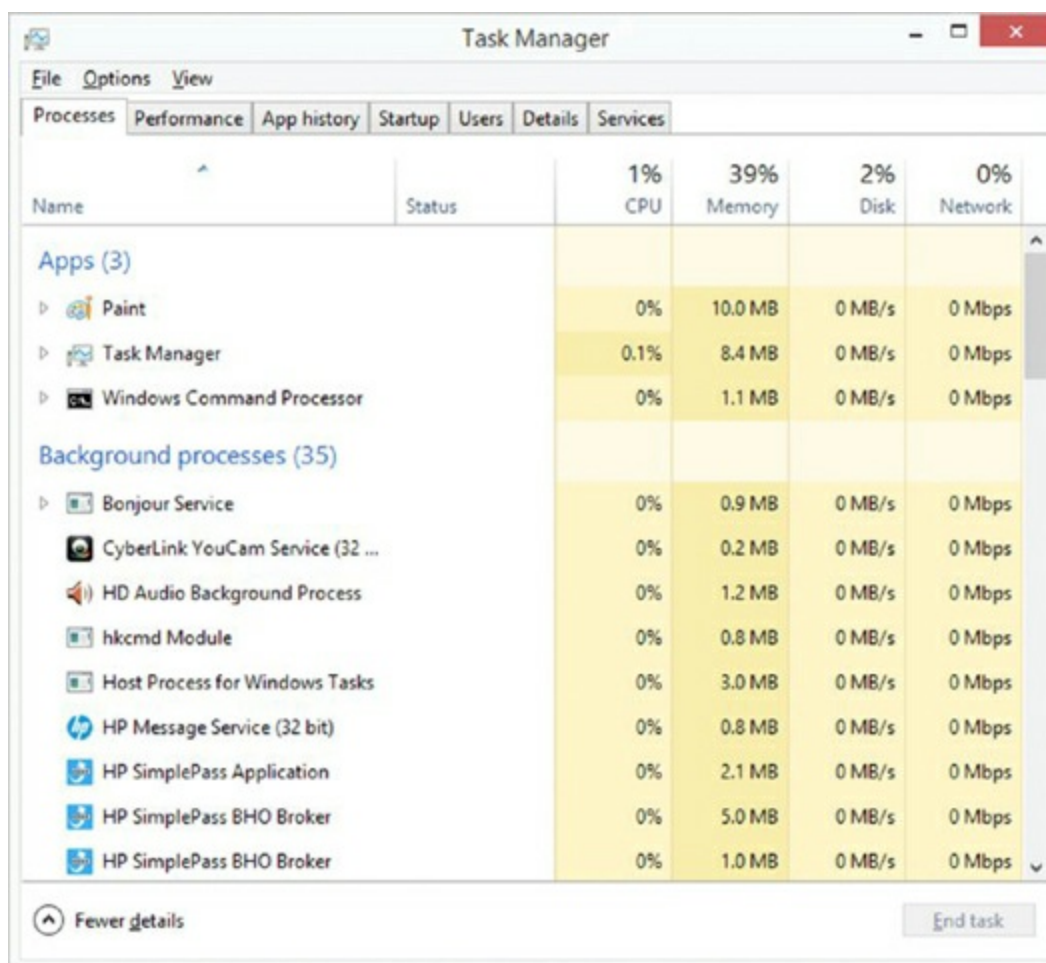 Task Manager
File Options View
Processes Performance App history Startup Users Details Services
1% 39% 2% 0%
Name Status CPU Memory Disk Network
Apps (3)
Paint 0% 10.0 MB 0 MB/s 0 Mbps
Task Manager 0.1% 8.4 MB 0 MB/s 0 Mbps
Windows Command Processor 0% 1.1 MB 0 MB/s 0 Mbps
Background processes (35)
Bonjour Service 0% 0.9 MB 0 MB/s 0 Mbps
CyberLink YouCam Service (32 ... 0% 0.2 MB 0 MB/s 0 Mbps
HD Audio Background Process 0% 1.2 MB 0 MB/s 0 Mbps
hkcmd Module 0% 0.8 MB 0 MB/s 0 Mbps
Host Process for Windows Tasks 0% 3.0 MB 0 MB/s 0 Mbps
HP Message Service (32 bit) 0% 0.8 MB 0 MB/s 0 Mbps
HP SimplePass Application 0% 2.1 MB 0 MB/s 0 Mbps
HP SimplePass BHO Broker 0% 5.0 MB 0 MB/s 0 Mbps
HP SimplePass BHO Broker 0% 1.0 MB 0 MB/s 0 Mbps
Fewer details End task